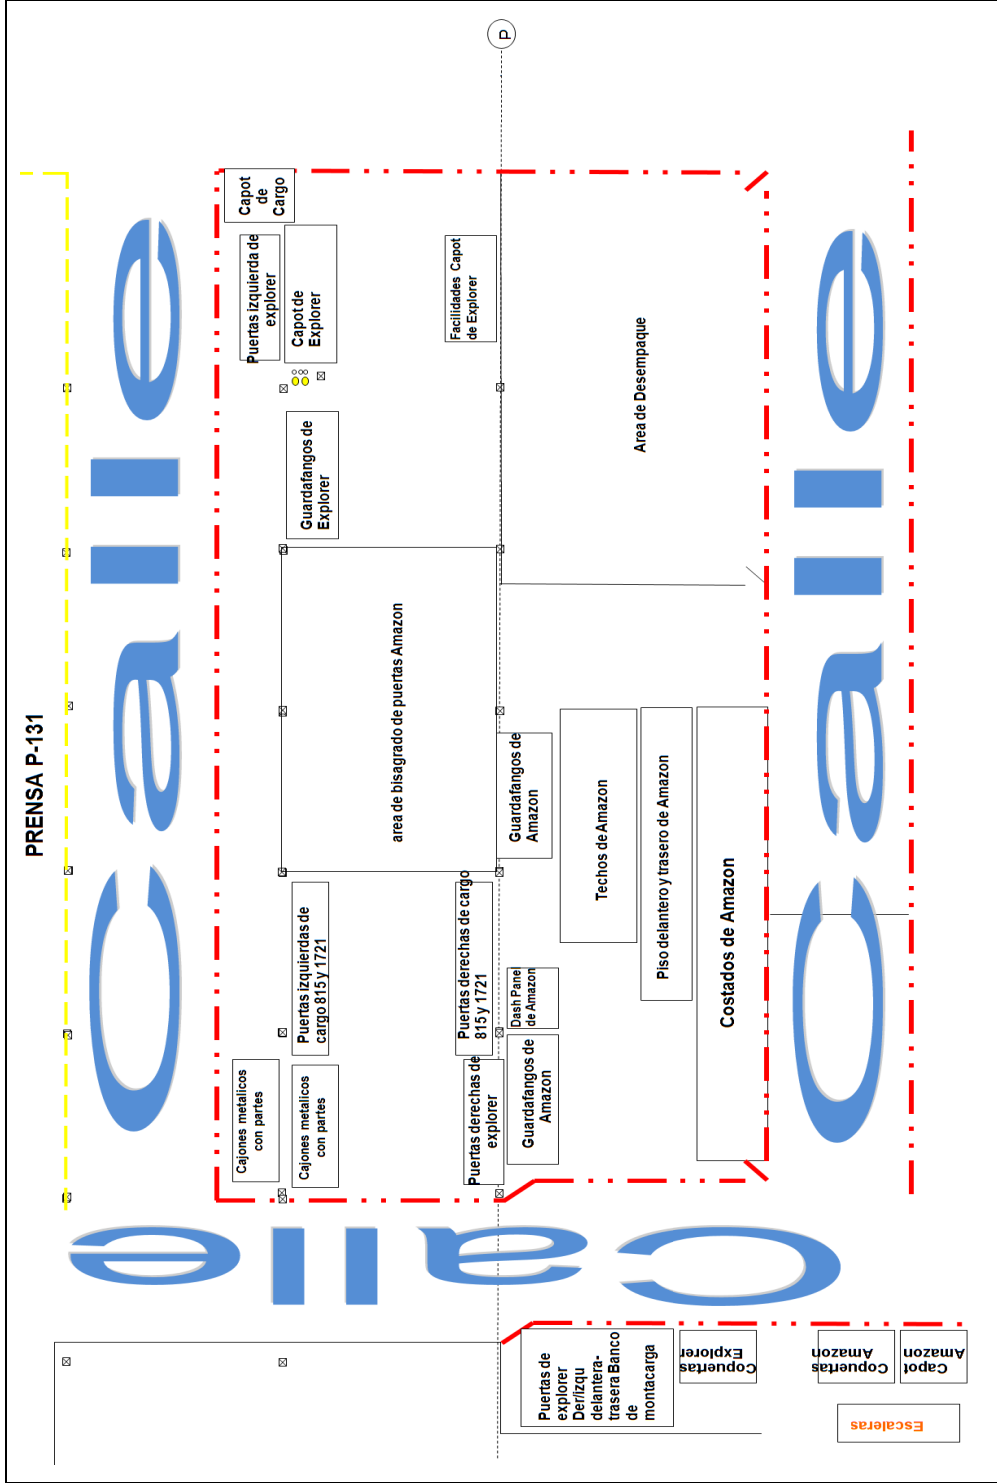 P
PRENSA P-131
Calle
Capot
de
Cargo
Puertas izquierda de
explorer
Capot de
Explorer
Facilidades Capot
de Explorer
Area de Desempaque
Guardafangos de
Explorer
area de bisagrado de puertas Amazon
Guardafangos de
Amazon
Techos de Amazon
Piso delantero y trasero de Amazon
Costados de Amazon
Calle
Puertas izquierdas de
cargo 815 y 1721
Puertas derechas de cargo
815 y 1721
Dash Panel
de Amazon
Cajones metalicos
con partes
Cajones metalicos
con partes
Puertas derechas de
explorer
Guardafangos de
Amazon
Calle
Puertas de
explorer
Der/izqu
delantera-
trasera Banco
de
montacarga
Copuertas
Explorer
Copuertas
Amazon
Capot
Amazon
Escaleras